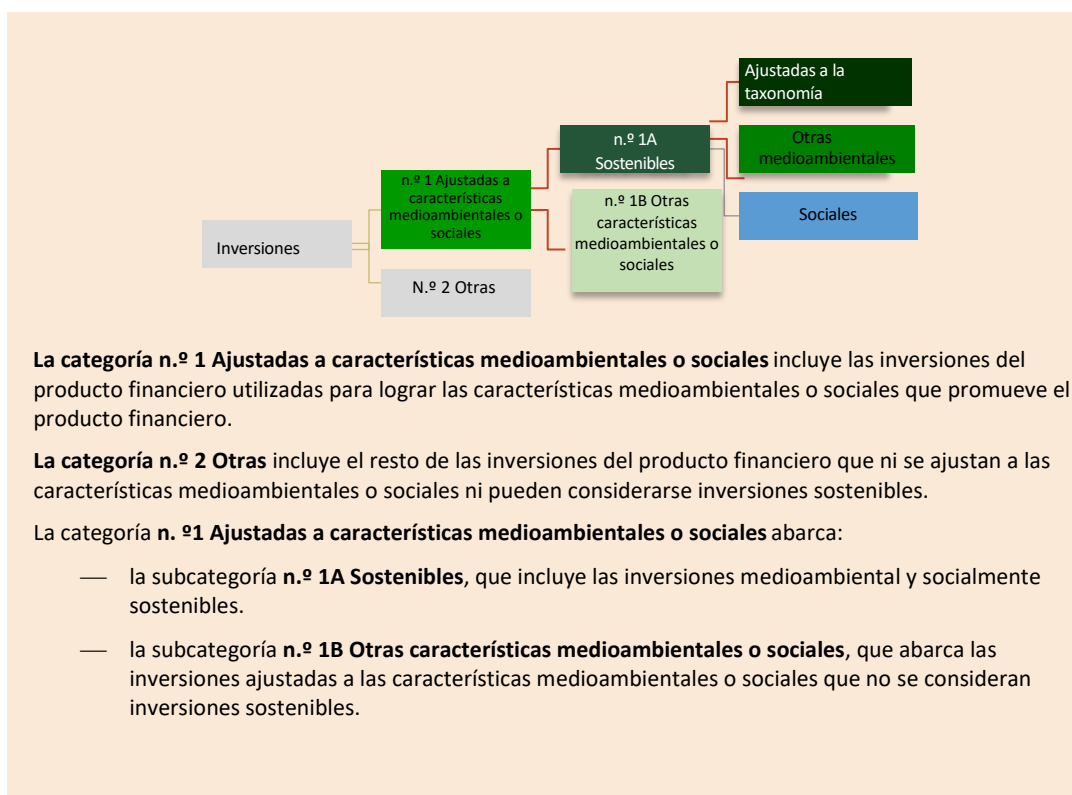 Ajustadas a la
taxonomía
n.º 1A
Sostenibles
Otras
medioambientales
n.º 1 Ajustadas a
características
medioambientales o
sociales
n.º 1B Otras
características
medioambientales o
sociales
Sociales
Inversiones
N.º 2 Otras
La categoría n.º 1 Ajustadas a características medioambientales o sociales incluye las inversiones del
producto financiero utilizadas para lograr las características medioambientales o sociales que promueve el
producto financiero.
La categoría n.º 2 Otras incluye el resto de las inversiones del producto financiero que ni se ajustan a las
características medioambientales o sociales ni pueden considerarse inversiones sostenibles.
La categoría n. º1 Ajustadas a características medioambientales o sociales abarca:
— la subcategoría n.º 1A Sostenibles, que incluye las inversiones medioambiental y socialmente
sostenibles.
— la subcategoría n.º 1B Otras características medioambientales o sociales, que abarca las
inversiones ajustadas a las características medioambientales o sociales que no se consideran
inversiones sostenibles.